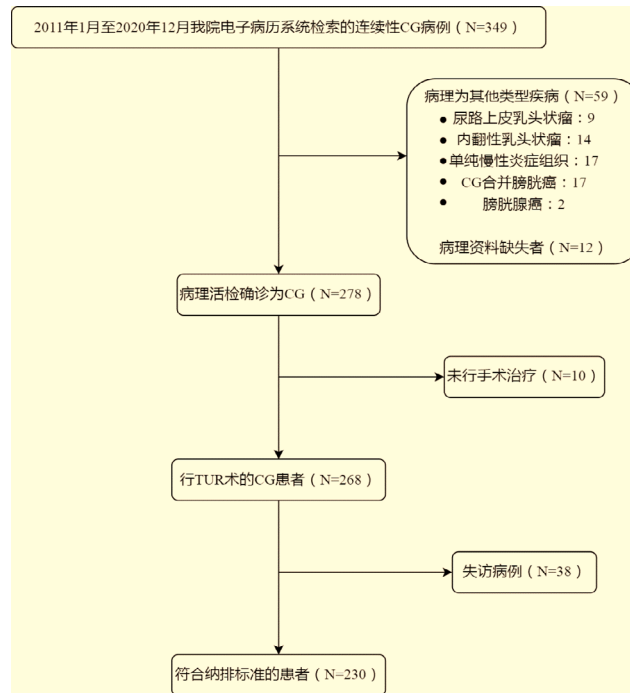 2011年1月至2020年12月我院电子病历系统检索的连续性CG病例（N=349）
病理为其他类型疾病（N=59）
● 尿路上皮乳头状瘤：9
● 内翻性乳头状瘤：14
● 单纯慢性炎症组织：17
● CG合并膀胱癌：17
● 膀胱腺癌：2
病理资料缺失者（N=12）
病理活检确诊为CG（N=278）
未行手术治疗（N=10）
行TUR术的CG患者（N=268）
失访病例（N=38）
符合纳排标准的患者（N=230）